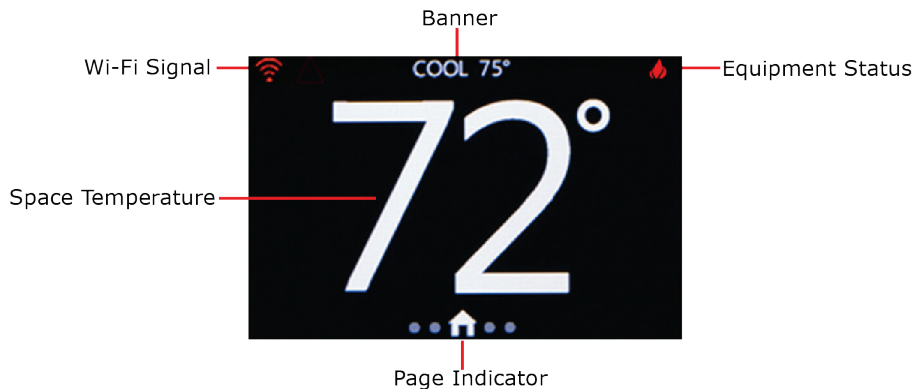 Banner
Wi-Fi Signal
COOL 75°
Equipment Status
72°
Space Temperature
Page Indicator